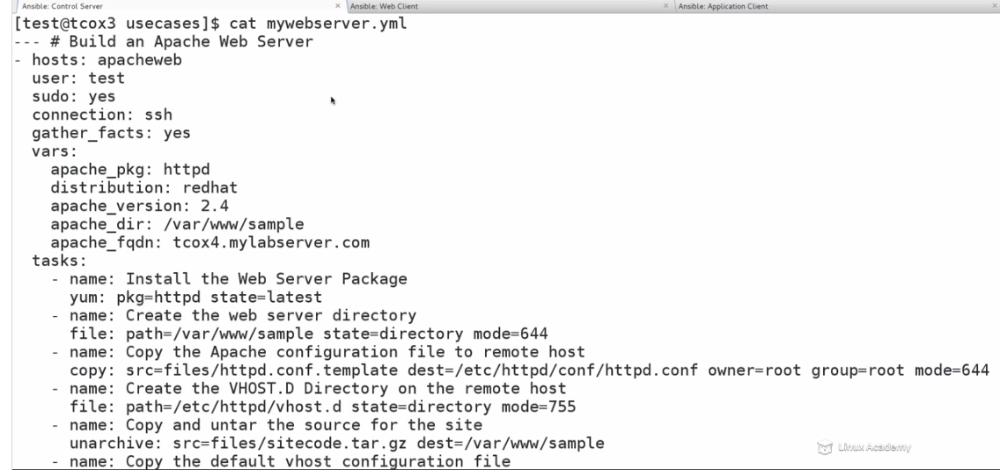 Ansible: Control Server × Ansible: Web Client × Ansible: Application Client ×
[test@tcox3 usecases]$ cat mywebserver.yml
--- # Build an Apache Web Server
- hosts: apacheweb
  user: test
  sudo: yes
  connection: ssh
  gather_facts: yes
  vars:
    apache_pkg: httpd
    distribution: redhat
    apache_version: 2.4
    apache_dir: /var/www/sample
    apache_fqdn: tcox4.mylabserver.com
  tasks:
    - name: Install the Web Server Package
      yum: pkg=httpd state=latest
    - name: Create the web server directory
      file: path=/var/www/sample state=directory mode=644
    - name: Copy the Apache configuration file to remote host
      copy: src=files/httpd.conf.template dest=/etc/httpd/conf/httpd.conf owner=root group=root mode=644
    - name: Create the VHOST.D Directory on the remote host
      file: path=/etc/httpd/vhost.d state=directory mode=755
    - name: Copy and untar the source for the site
      unarchive: src=files/sitecode.tar.gz dest=/var/www/sample
    - name: Copy the default vhost configuration file
Linux Academy